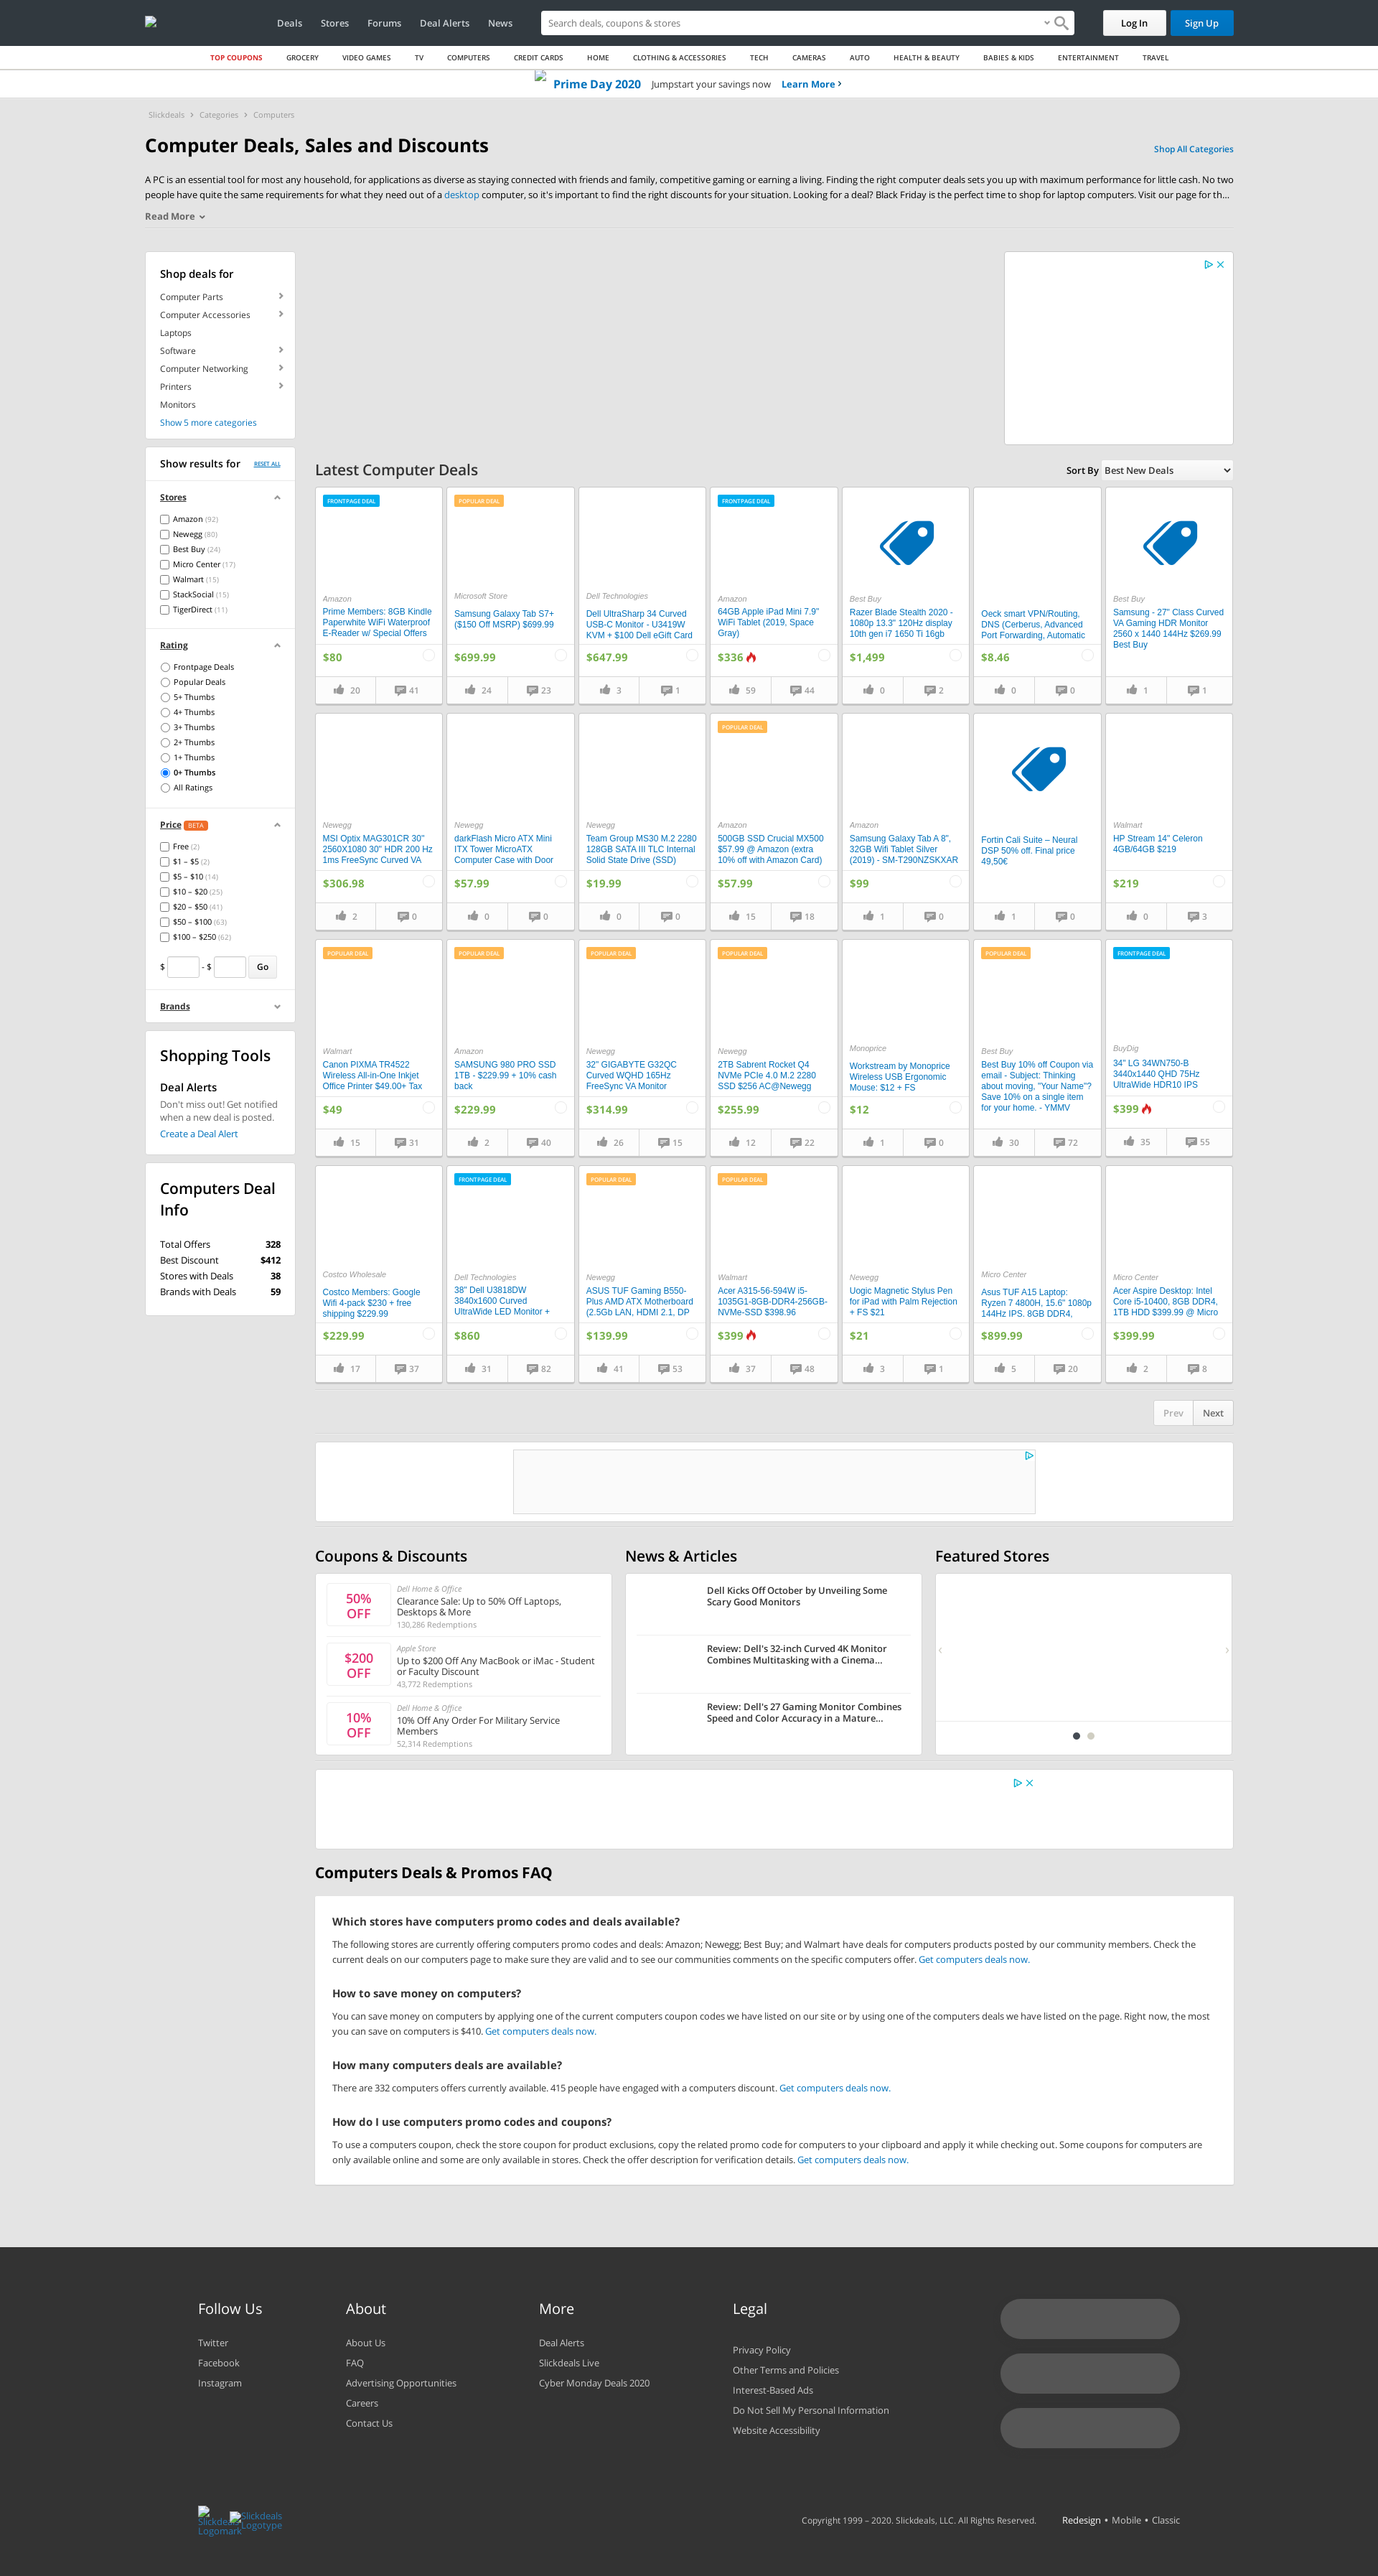 Deals Stores Forums Deal Alerts News
Search deals, coupons & stores
Log In
Sign Up
TOP COUPONS GROCERY VIDEO GAMES TV COMPUTERS CREDIT CARDS HOME CLOTHING & ACCESSORIES TECH CAMERAS AUTO HEALTH & BEAUTY BABIES & KIDS ENTERTAINMENT TRAVEL
Prime Day 2020 Jumpstart your savings now Learn More
Slickdeals > Categories > Computers
Computer Deals, Sales and Discounts
Shop All Categories
A PC is an essential tool for most any household, for applications as diverse as staying connected with friends and family, competitive gaming or earning a living. Finding the right computer deals sets you up with maximum performance for little cash. No two
people have quite the same requirements for what they need out of a desktop computer, so it's important to find the right discounts for your situation. Looking for a deal? Black Friday is the perfect time to shop for laptop computers. Visit our page for th...
Read More
Shop deals for
Computer Parts
Computer Accessories
Laptops
Software
Computer Networking
Printers
Monitors
Show 5 more categories
Show results for RESET ALL
Stores
Amazon (92)
Newegg (80)
Best Buy (24)
Micro Center (17)
Walmart (15)
StackSocial (15)
TigerDirect (11)
Rating
Frontpage Deals
Popular Deals
5+ Thumbs
4+ Thumbs
3+ Thumbs
2+ Thumbs
1+ Thumbs
0+ Thumbs
All Ratings
Price BETA
Free (2)
$1 – $5 (2)
$5 – $10 (14)
$10 – $20 (25)
$20 – $50 (41)
$50 – $100 (63)
$100 – $250 (62)
$ - $ Go
Brands
Shopping Tools
Deal Alerts
Don't miss out! Get notified
when a new deal is posted.
Create a Deal Alert
Computers Deal
Info
Total Offers 328
Best Discount $412
Stores with Deals 38
Brands with Deals 59
Latest Computer Deals
Sort By Best New Deals
FRONTPAGE DEAL
Amazon
Prime Members: 8GB Kindle
Paperwhite WiFi Waterproof
E-Reader w/ Special Offers
$80
20 41
POPULAR DEAL
Microsoft Store
Samsung Galaxy Tab S7+
($150 Off MSRP) $699.99
$699.99
24 23
Dell Technologies
Dell UltraSharp 34 Curved
USB-C Monitor - U3419W
KVM + $100 Dell eGift Card
$647.99
3 1
FRONTPAGE DEAL
Amazon
64GB Apple iPad Mini 7.9"
WiFi Tablet (2019, Space
Gray)
$336
59 44
Best Buy
Razer Blade Stealth 2020 -
1080p 13.3" 120Hz display
10th gen i7 1650 Ti 16gb
$1,499
0 2
Oeck smart VPN/Routing,
DNS (Cerberus, Advanced
Port Forwarding, Automatic
$8.46
0 0
Best Buy
Samsung - 27" Class Curved
VA Gaming HDR Monitor
2560 x 1440 144Hz $269.99
Best Buy
1 1
Newegg
MSI Optix MAG301CR 30"
2560X1080 30" HDR 200 Hz
1ms FreeSync Curved VA
$306.98
2 0
Newegg
darkFlash Micro ATX Mini
ITX Tower MicroATX
Computer Case with Door
$57.99
0 0
Newegg
Team Group MS30 M.2 2280
128GB SATA III TLC Internal
Solid State Drive (SSD)
$19.99
0 0
POPULAR DEAL
Amazon
500GB SSD Crucial MX500
$57.99 @ Amazon (extra
10% off with Amazon Card)
$57.99
15 18
Amazon
Samsung Galaxy Tab A 8",
32GB Wifi Tablet Silver
(2019) - SM-T290NZSKXAR
$99
1 0
Fortin Cali Suite – Neural
DSP 50% off. Final price
49,50€
1 0
Walmart
HP Stream 14" Celeron
4GB/64GB $219
$219
0 3
POPULAR DEAL
Walmart
Canon PIXMA TR4522
Wireless All-in-One Inkjet
Office Printer $49.00+ Tax
$49
15 31
POPULAR DEAL
Amazon
SAMSUNG 980 PRO SSD
1TB - $229.99 + 10% cash
back
$229.99
2 40
POPULAR DEAL
Newegg
32" GIGABYTE G32QC
Curved WQHD 165Hz
FreeSync VA Monitor
$314.99
26 15
POPULAR DEAL
Newegg
2TB Sabrent Rocket Q4
NVMe PCIe 4.0 M.2 2280
SSD $256 AC@Newegg
$255.99
12 22
Monoprice
Workstream by Monoprice
Wireless USB Ergonomic
Mouse: $12 + FS
$12
1 0
POPULAR DEAL
Best Buy
Best Buy 10% off Coupon via
email - Subject: Thinking
about moving, "Your Name"?
Save 10% on a single item
for your home. - YMMV
30 72
FRONTPAGE DEAL
BuyDig
34" LG 34WN750-B
3440x1440 QHD 75Hz
UltraWide HDR10 IPS
$399
35 55
Costco Wholesale
Costco Members: Google
Wifi 4-pack $230 + free
shipping $229.99
$229.99
17 37
FRONTPAGE DEAL
Dell Technologies
38" Dell U3818DW
3840x1600 Curved
UltraWide LED Monitor +
$860
31 82
POPULAR DEAL
Newegg
ASUS TUF Gaming B550-
Plus AMD ATX Motherboard
(2.5Gb LAN, HDMI 2.1, DP
$139.99
41 53
POPULAR DEAL
Walmart
Acer A315-56-594W i5-
1035G1-8GB-DDR4-256GB-
NVMe-SSD $398.96
$399
37 48
Newegg
Uogic Magnetic Stylus Pen
for iPad with Palm Rejection
+ FS $21
$21
3 1
Micro Center
Asus TUF A15 Laptop:
Ryzen 7 4800H, 15.6" 1080p
144Hz IPS. 8GB DDR4,
$899.99
5 20
Micro Center
Acer Aspire Desktop: Intel
Core i5-10400, 8GB DDR4,
1TB HDD $399.99 @ Micro
$399.99
2 8
Prev Next
Coupons & Discounts
50%
OFF
Dell Home & Office
Clearance Sale: Up to 50% Off Laptops,
Desktops & More
130,286 Redemptions
$200
OFF
Apple Store
Up to $200 Off Any MacBook or iMac - Student
or Faculty Discount
43,772 Redemptions
10%
OFF
Dell Home & Office
10% Off Any Order For Military Service
Members
52,314 Redemptions
News & Articles
Dell Kicks Off October by Unveiling Some
Scary Good Monitors
Review: Dell's 32-inch Curved 4K Monitor
Combines Multitasking with a Cinema...
Review: Dell's 27 Gaming Monitor Combines
Speed and Color Accuracy in a Mature...
Featured Stores
Computers Deals & Promos FAQ
Which stores have computers promo codes and deals available?
The following stores are currently offering computers promo codes and deals: Amazon; Newegg; Best Buy; and Walmart have deals for computers products posted by our community members. Check the
current deals on our computers page to make sure they are valid and to see our communities comments on the specific computers offer. Get computers deals now.
How to save money on computers?
You can save money on computers by applying one of the current computers coupon codes we have listed on our site or by using one of the computers deals we have listed on the page. Right now, the most
you can save on computers is $410. Get computers deals now.
How many computers deals are available?
There are 332 computers offers currently available. 415 people have engaged with a computers discount. Get computers deals now.
How do I use computers promo codes and coupons?
To use a computers coupon, check the store coupon for product exclusions, copy the related promo code for computers to your clipboard and apply it while checking out. Some coupons for computers are
only available online and some are only available in stores. Check the offer description for verification details. Get computers deals now.
Follow Us
Twitter
Facebook
Instagram
About
About Us
FAQ
Advertising Opportunities
Careers
Contact Us
More
Deal Alerts
Slickdeals Live
Cyber Monday Deals 2020
Legal
Privacy Policy
Other Terms and Policies
Interest-Based Ads
Do Not Sell My Personal Information
Website Accessibility
Slickdeals Logomark
Slickdeals Logotype
Copyright 1999 – 2020. Slickdeals, LLC. All Rights Reserved.
Redesign • Mobile • Classic